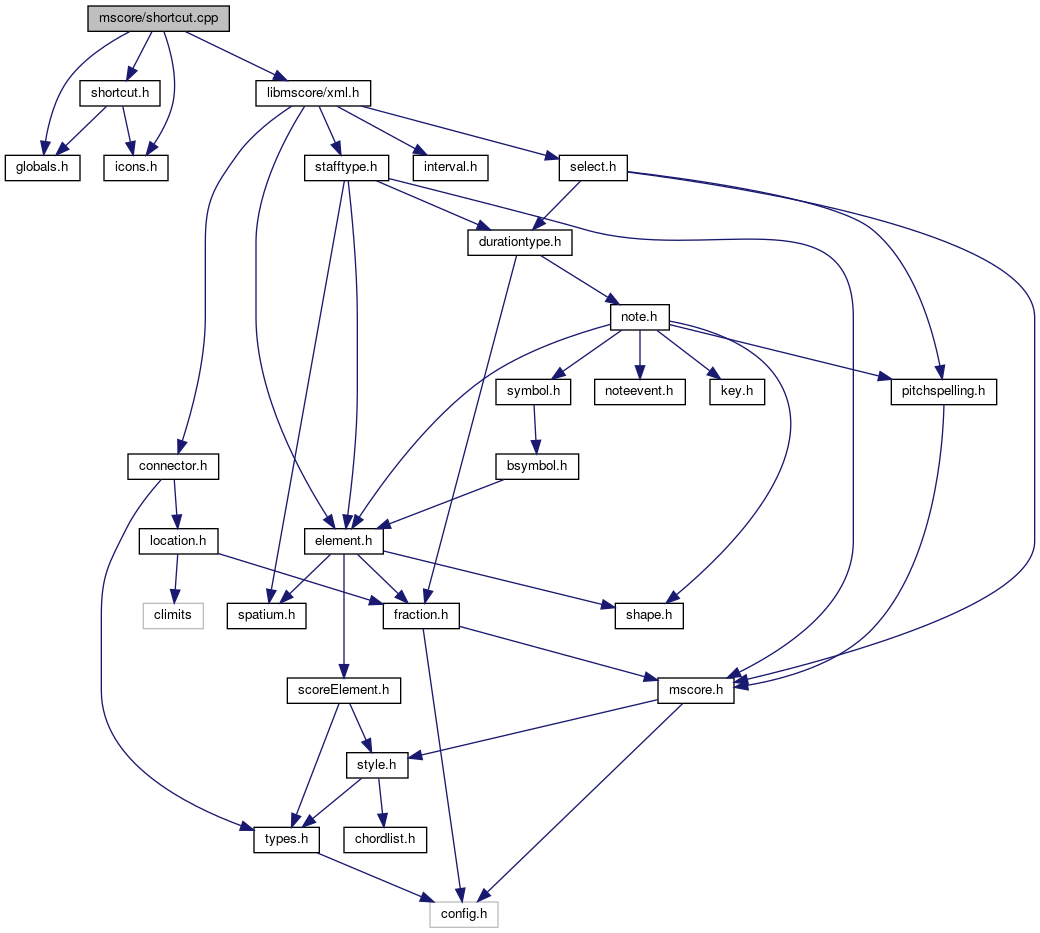 mscore/shortcut.cpp
shortcut.h
libmscore/xml.h
globals.h
icons.h
stafftype.h
interval.h
select.h
durationtype.h
note.h
symbol.h
noteevent.h
key.h
pitchspelling.h
connector.h
bsymbol.h
location.h
element.h
climits
spatium.h
fraction.h
shape.h
scoreElement.h
mscore.h
style.h
types.h
chordlist.h
config.h